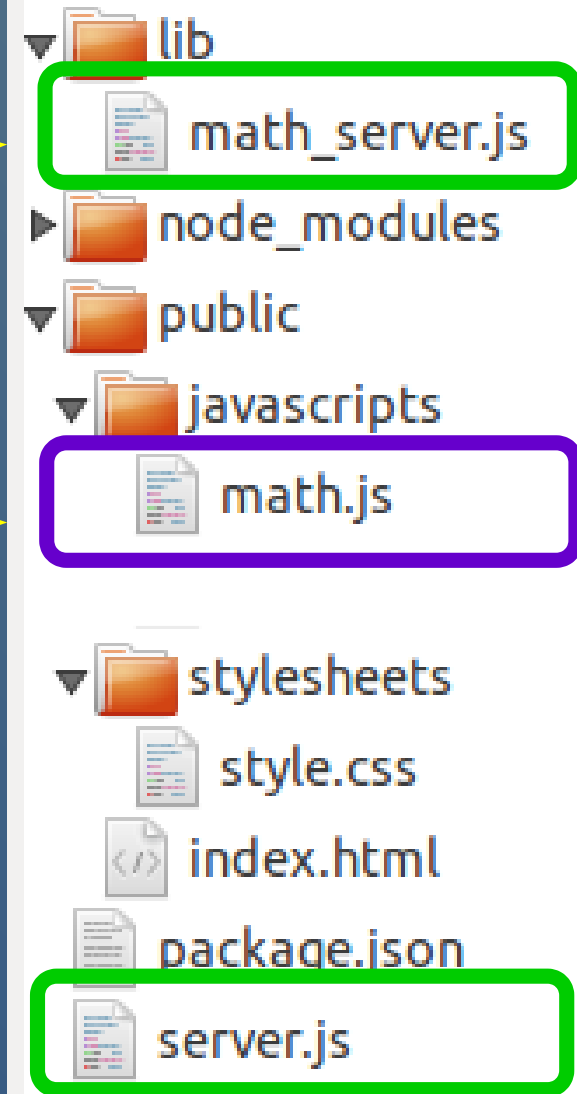 lib
math_server.js
node_modules
public
javascripts
math.js
stylesheets
style.css
index.html
package.json
server.js